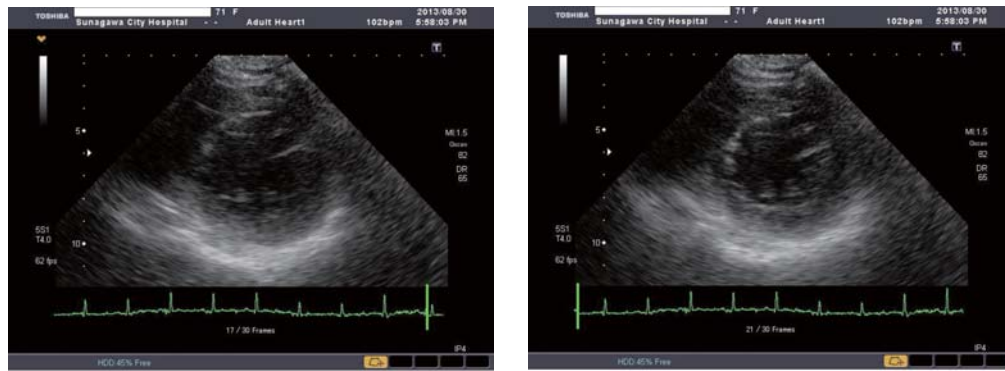 TOSHIBA
71 F
2013/08/30
Sunagawa City Hospital - - Adult Heart1 102bpm 5:58:03 PM
T
5
MI:1.5
82
DR
65
5S1
T4.0
10
62 fps
17 / 30 Frames
IP4
HDD:45% Free
TOSHIBA
71 F
2013/08/30
Sunagawa City Hospital - - Adult Heart1 102bpm 5:58:03 PM
T
5
MI:1.5
82
DR
65
5S1
T4.0
10
62 fps
21 / 30 Frames
IP4
HDD:45% Free